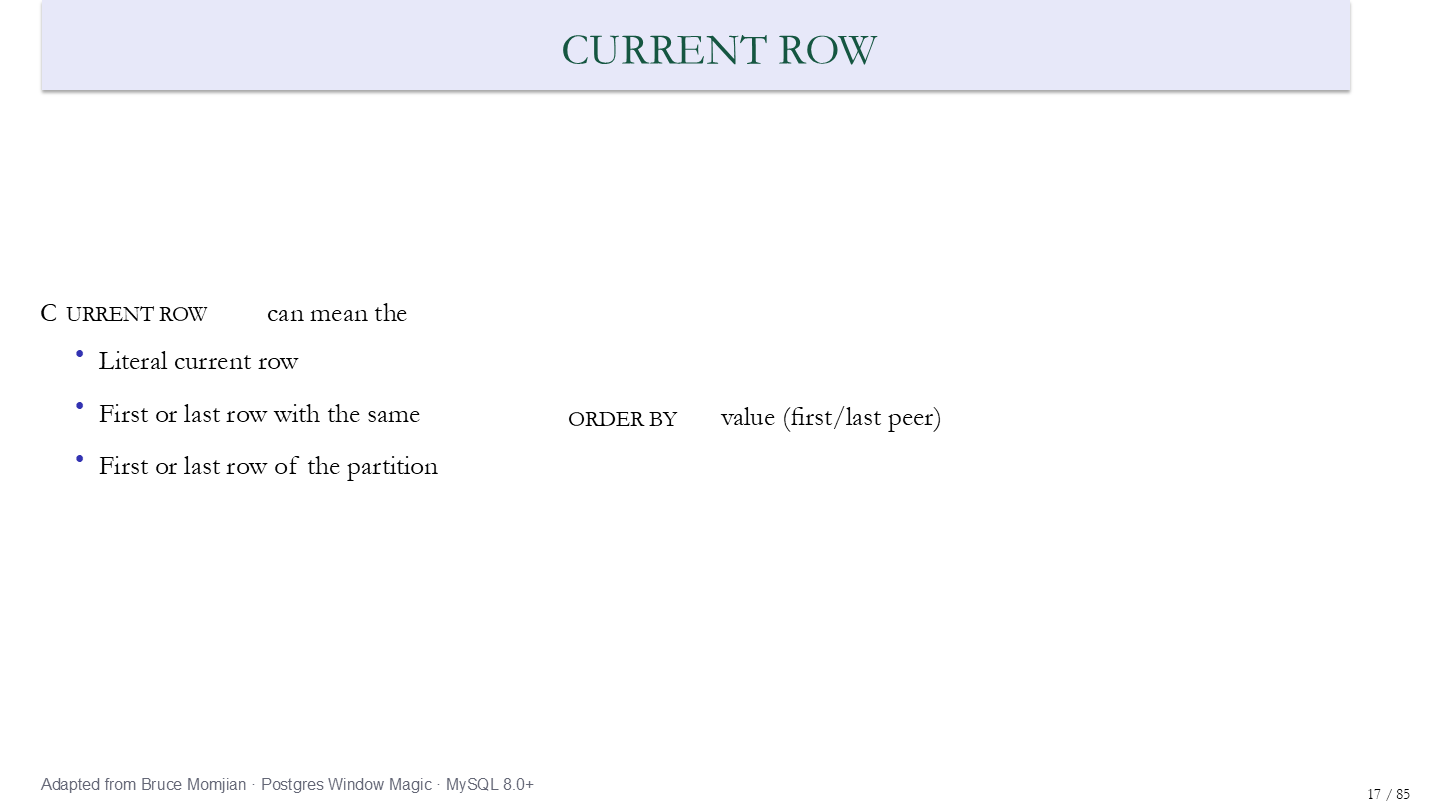 CURRENT ROW
C URRENT ROW can mean the
• Literal current row
• First or last row with the same ORDER BY value (first/last peer)
• First or last row of the partition
Adapted from Bruce Momjian · Postgres Window Magic · MySQL 8.0+
17 / 85